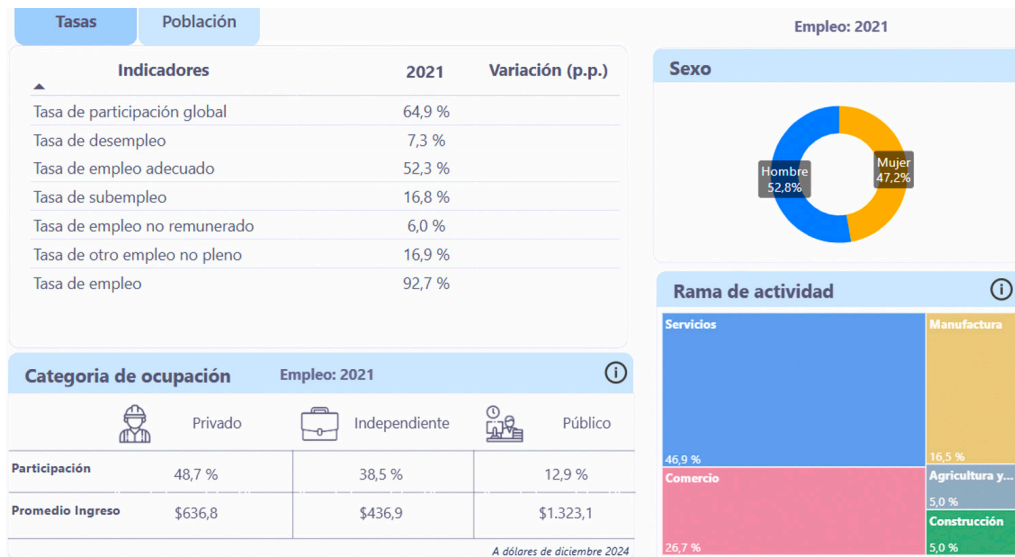 Tasas
Población
Indicadores 2021 Variación (p.p.)
Tasa de participación global 64,9 %
Tasa de desempleo 7,3 %
Tasa de empleo adecuado 52,3 %
Tasa de subempleo 16,8 %
Tasa de empleo no remunerado 6,0 %
Tasa de otro empleo no pleno 16,9 %
Tasa de empleo 92,7 %
Categoria de ocupación Empleo: 2021
Privado Independiente Público
Participación 48,7 % 38,5 % 12,9 %
Promedio Ingreso $636,8 $436,9 $1.323,1
A dólares de diciembre 2024
Empleo: 2021
Sexo
Hombre
52,8%
Mujer
47,2%
Rama de actividad
Servicios
46,9 %
Manufactura
16,5 %
Comercio
26,7 %
Agricultura y...
5,0 %
Construcción
5,0 %